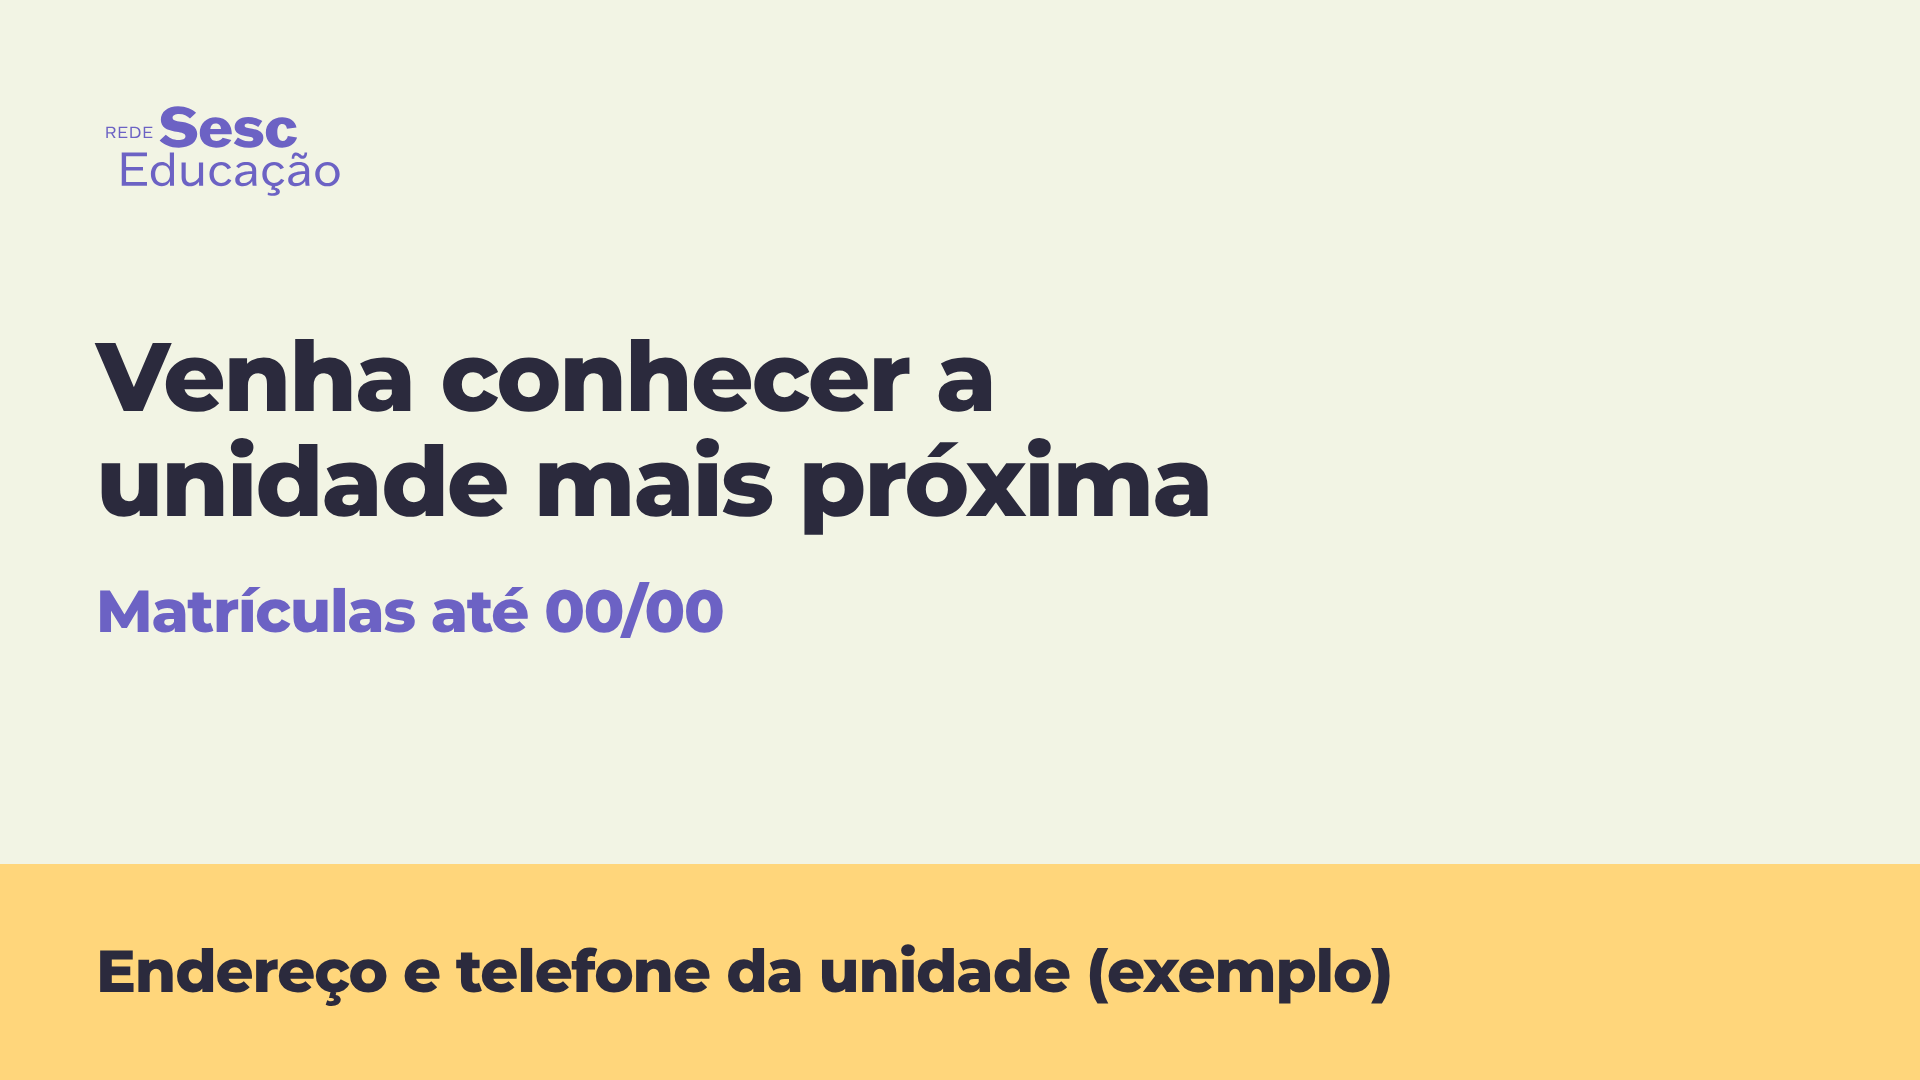 REDE Sesc
Educação
Venha conhecer a
unidade mais próxima
Matrículas até 00/00
Endereço e telefone da unidade (exemplo)